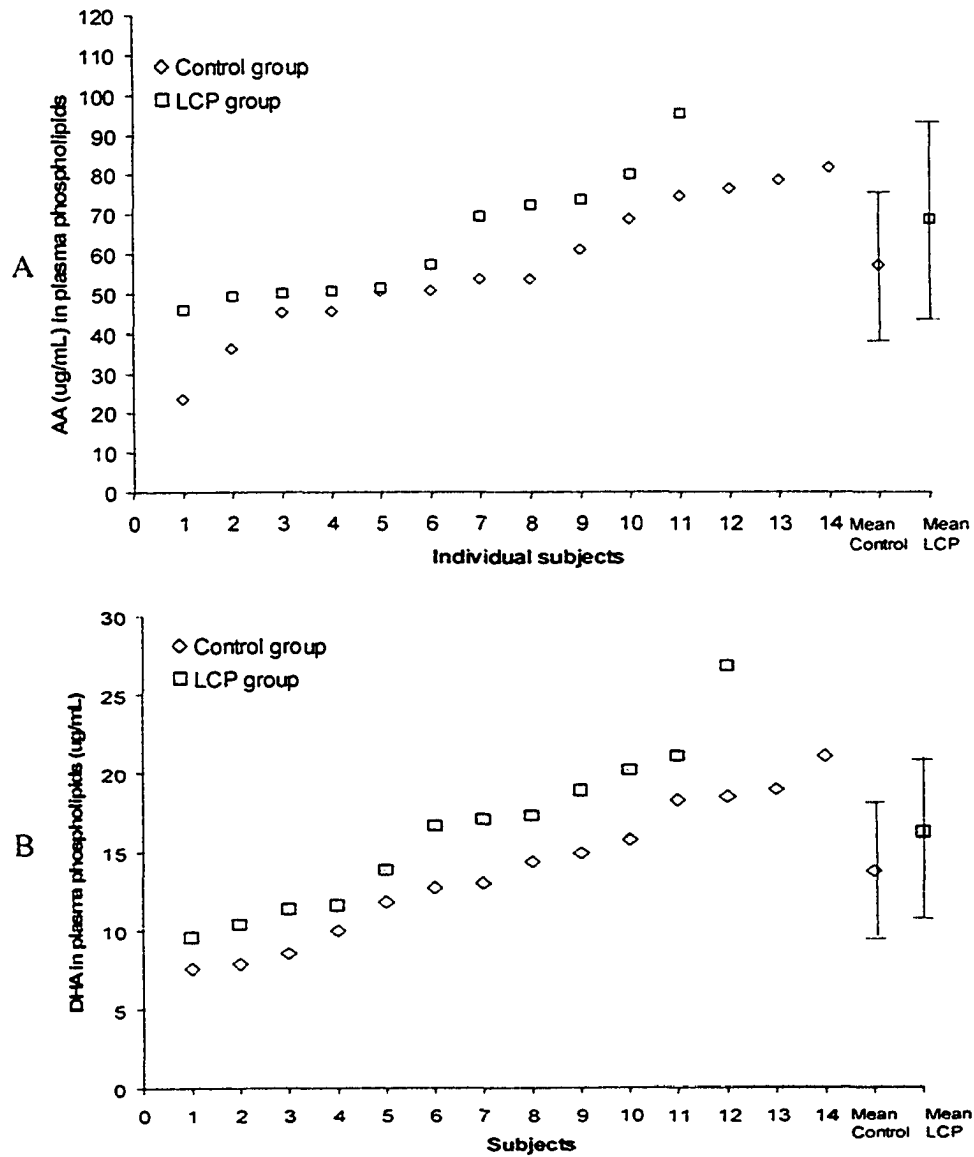 A
AA (ug/mL) in plasma phospholipids
120
110
100
90
80
70
60
50
40
30
20
10
0
Control group
LCP group
0 1 2 3 4 5 6 7 8 9 10 11 12 13 14 Mean Control Mean LCP
Individual subjects
B
DHA in plasma phospholipids (ug/mL)
30
25
20
15
10
5
0
Control group
LCP group
0 1 2 3 4 5 6 7 8 9 10 11 12 13 14 Mean Control Mean LCP
Subjects